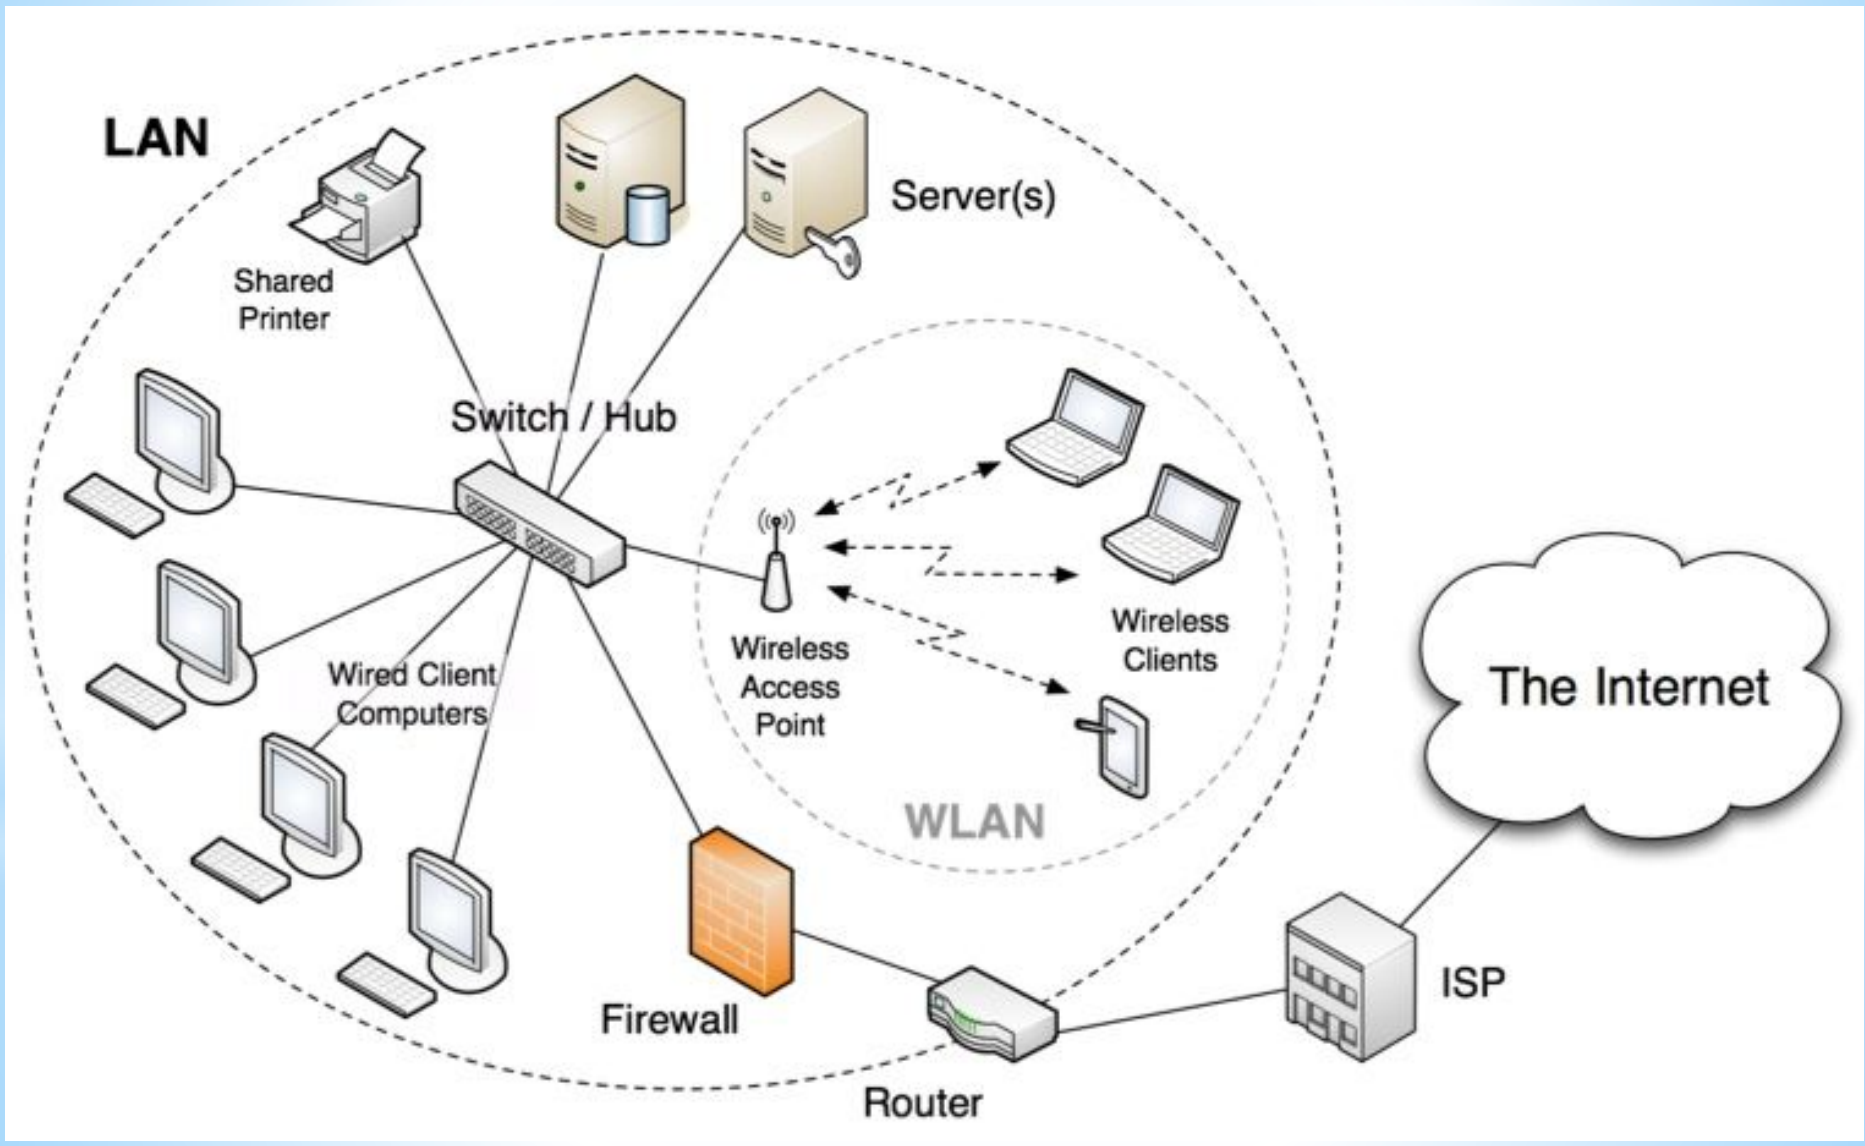 LAN
Server(s)
Shared
Printer
Switch / Hub
Wireless
Clients
Wireless
Access
Point
Wired Client
Computers
The Internet
WLAN
ISP
Firewall
Router